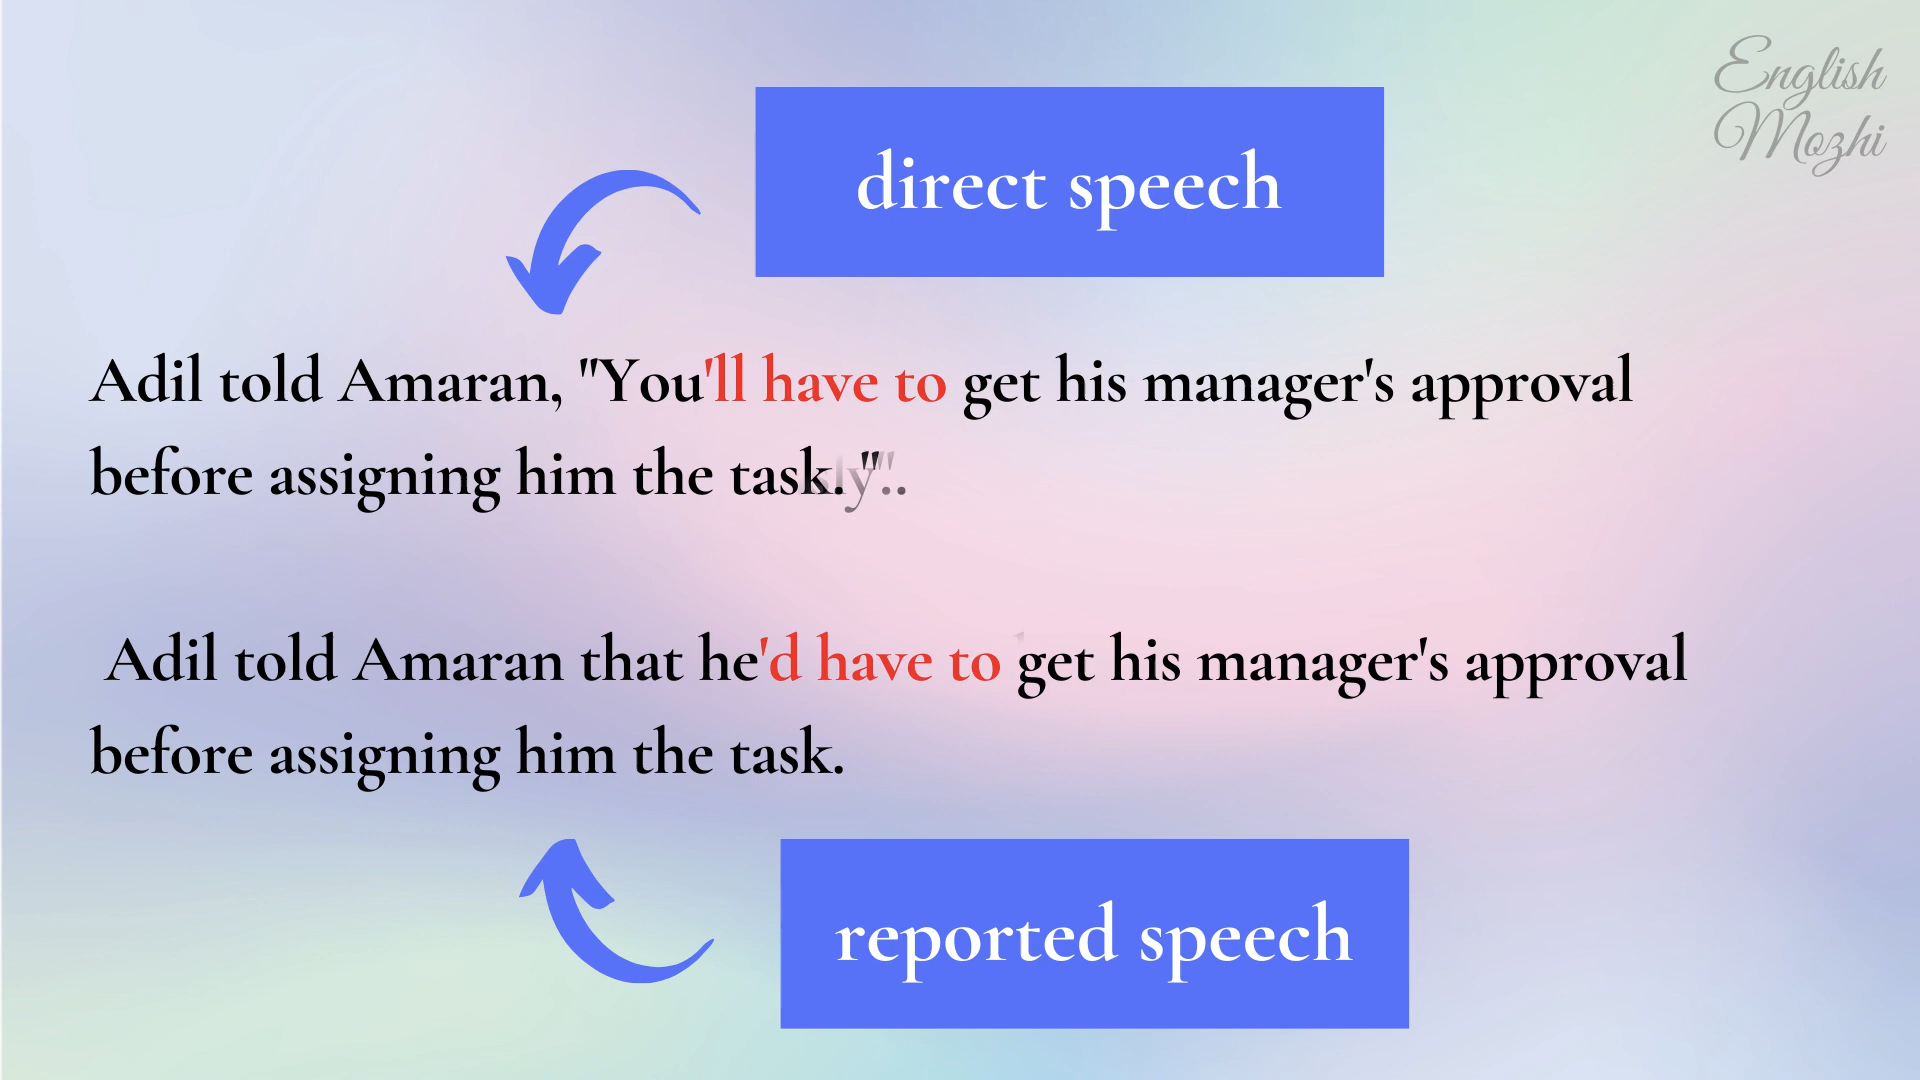 English
Mozhi
direct speech
Adil told Amaran, "You'll have to get his manager's approval
before assigning him the task."
Adil told Amaran that he'd have to get his manager's approval
before assigning him the task.
reported speech